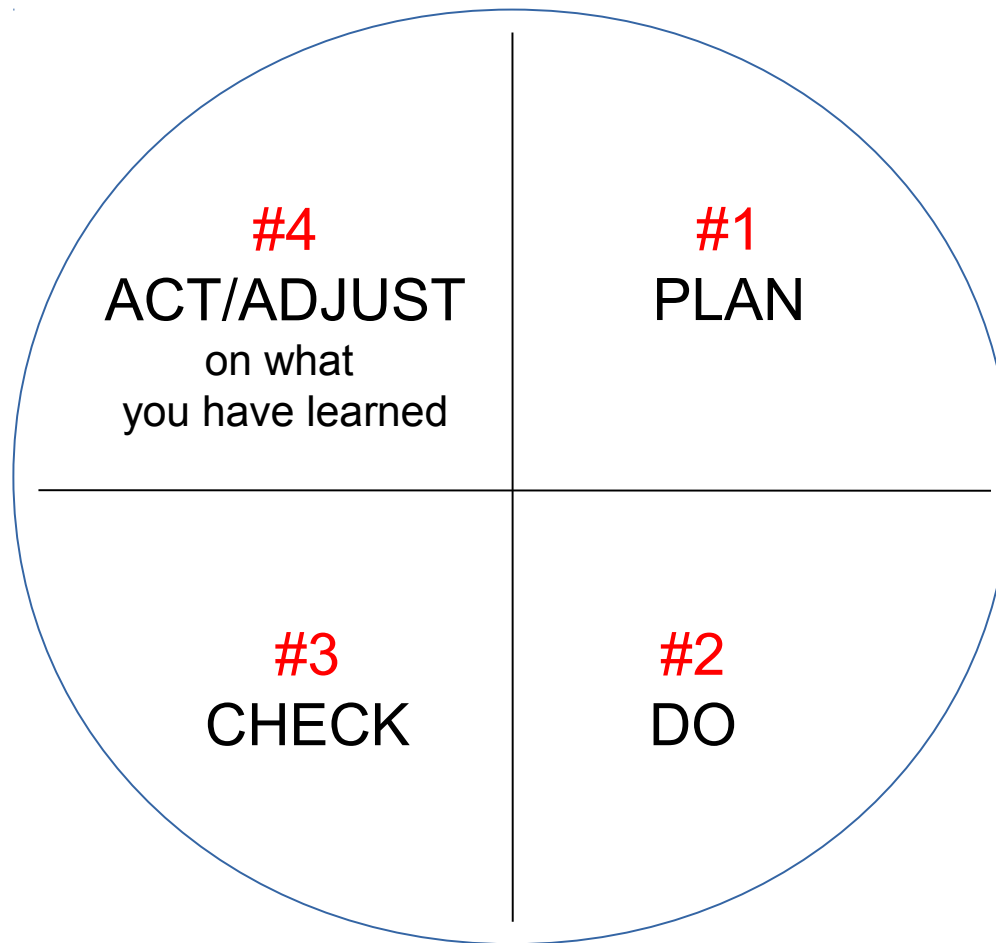 #4
ACT/ADJUST
on what
you have learned
#1
PLAN
#3
CHECK
#2
DO